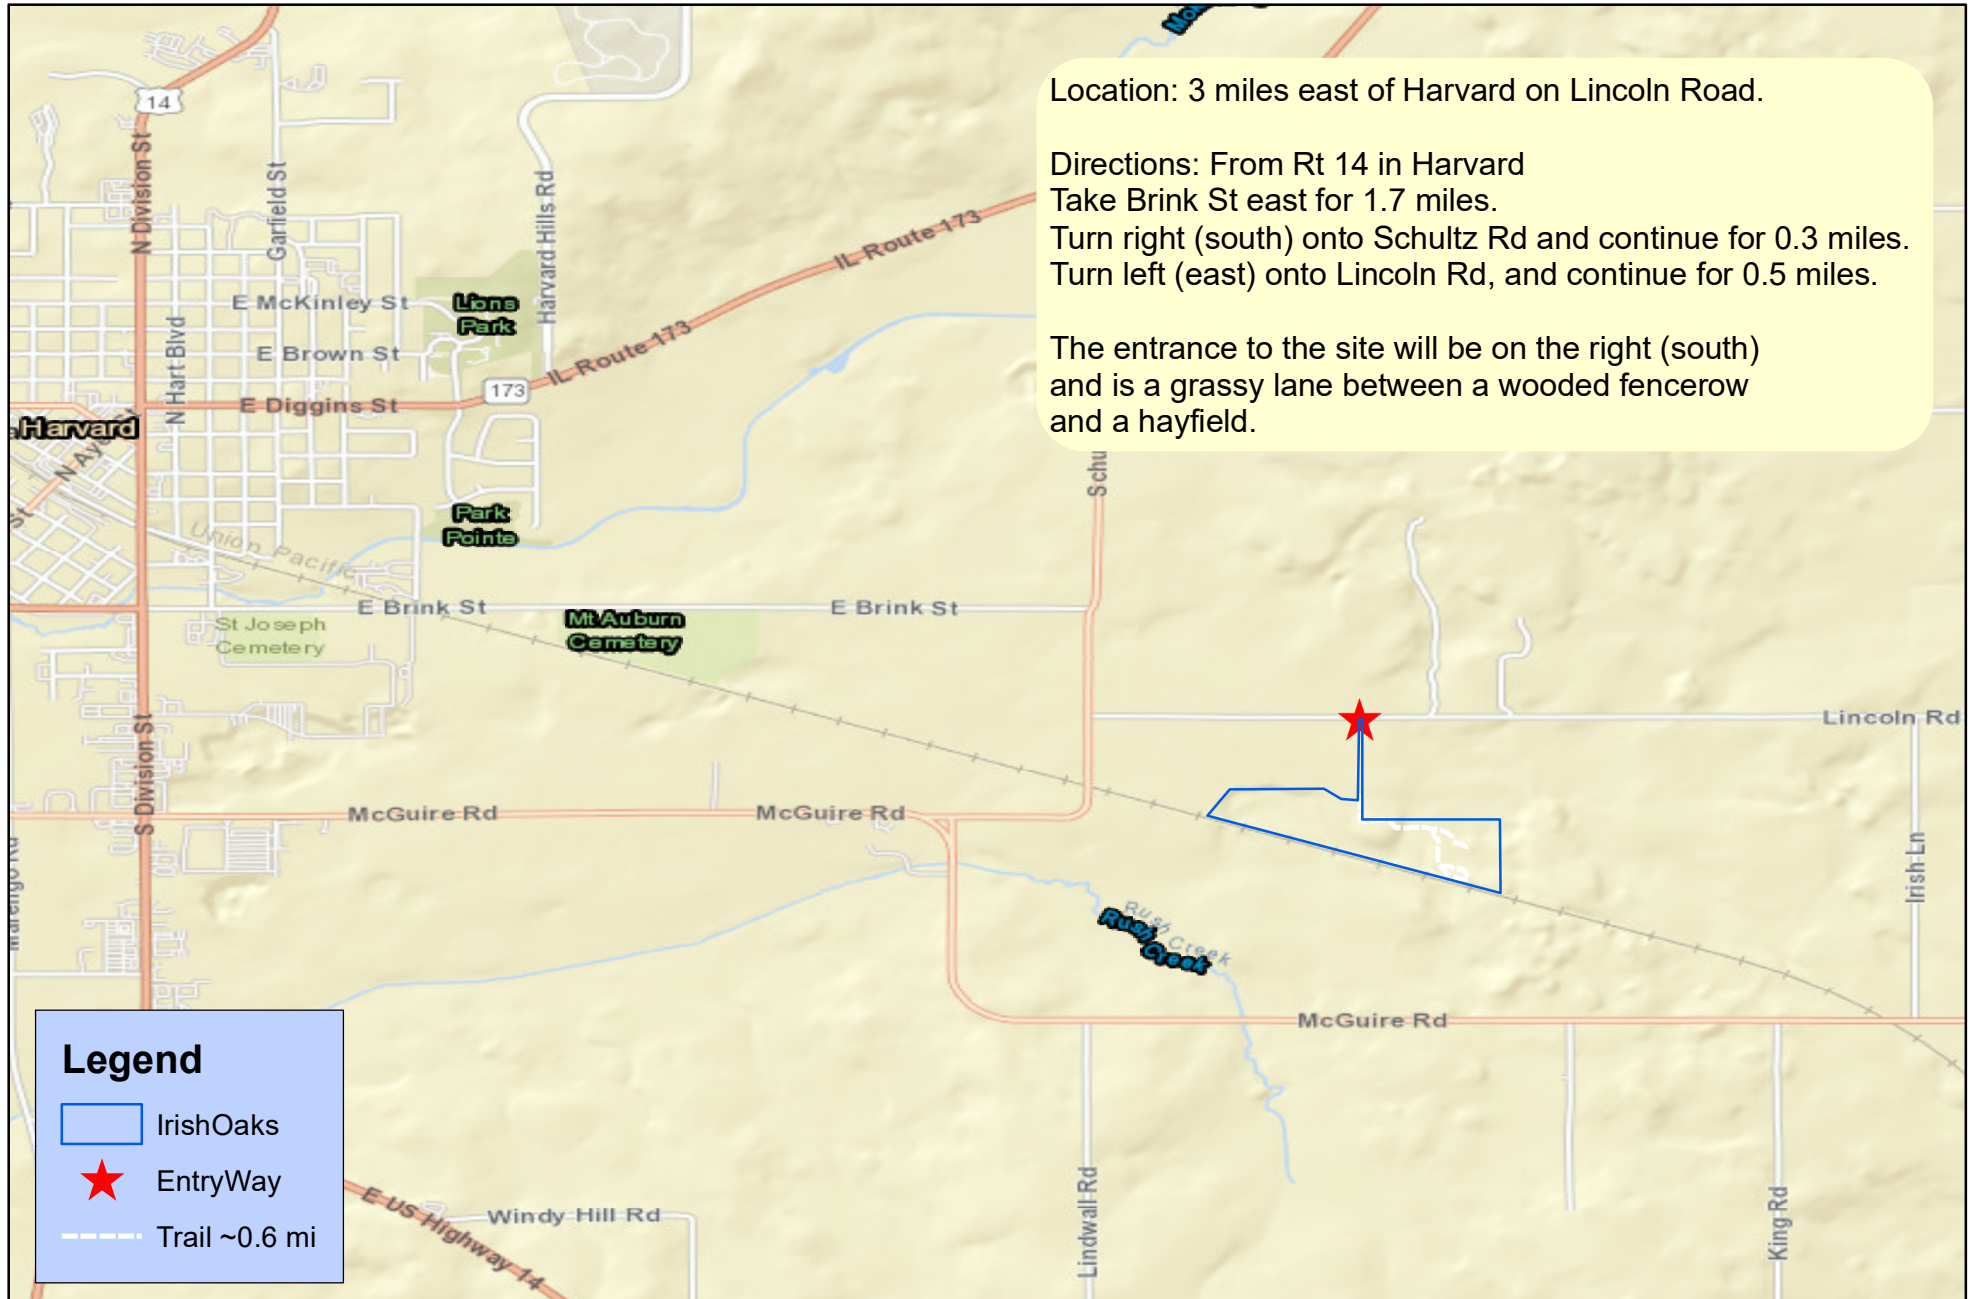 Location: 3 miles east of Harvard on Lincoln Road.
Directions: From Rt 14 in Harvard
Take Brink St east for 1.7 miles.
Turn right (south) onto Schultz Rd and continue for 0.3 miles.
Turn left (east) onto Lincoln Rd, and continue for 0.5 miles.
The entrance to the site will be on the right (south)
and is a grassy lane between a wooded fencerow
and a hayfield.
14
N Division St
Garfield St
Harvard Hills Rd
IL Route 173
E McKinley St
Lions
Park
N Hart Blvd
E Brown St
IL Route 173
173
E Diggins St
Harvard
N Ayer St
St
Schu
Park
Pointe
Union Pacific
E Brink St
E Brink St
Mt Auburn
Cemetery
St Joseph
Cemetery
Lincoln Rd
S Division St
McGuire Rd
McGuire Rd
Irish Ln
Marengo Rd
Rush Creek
Rush
Creek
McGuire Rd
Lindwall Rd
King Rd
E US Highway 14
Windy Hill Rd
Legend
IrishOaks
EntryWay
Trail ~0.6 mi